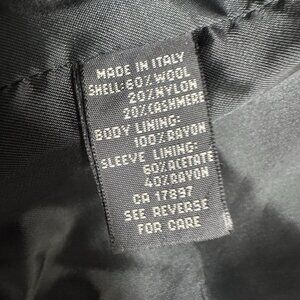 MADE IN ITALY
SHELL:60%WOOL
20%NYLON
20%CASHMERE
BODY LINING:
100%RAYON
SLEEVE LINING:
60%ACETATE
40%RAYON
CA 17897
SEE REVERSE
FOR CARE